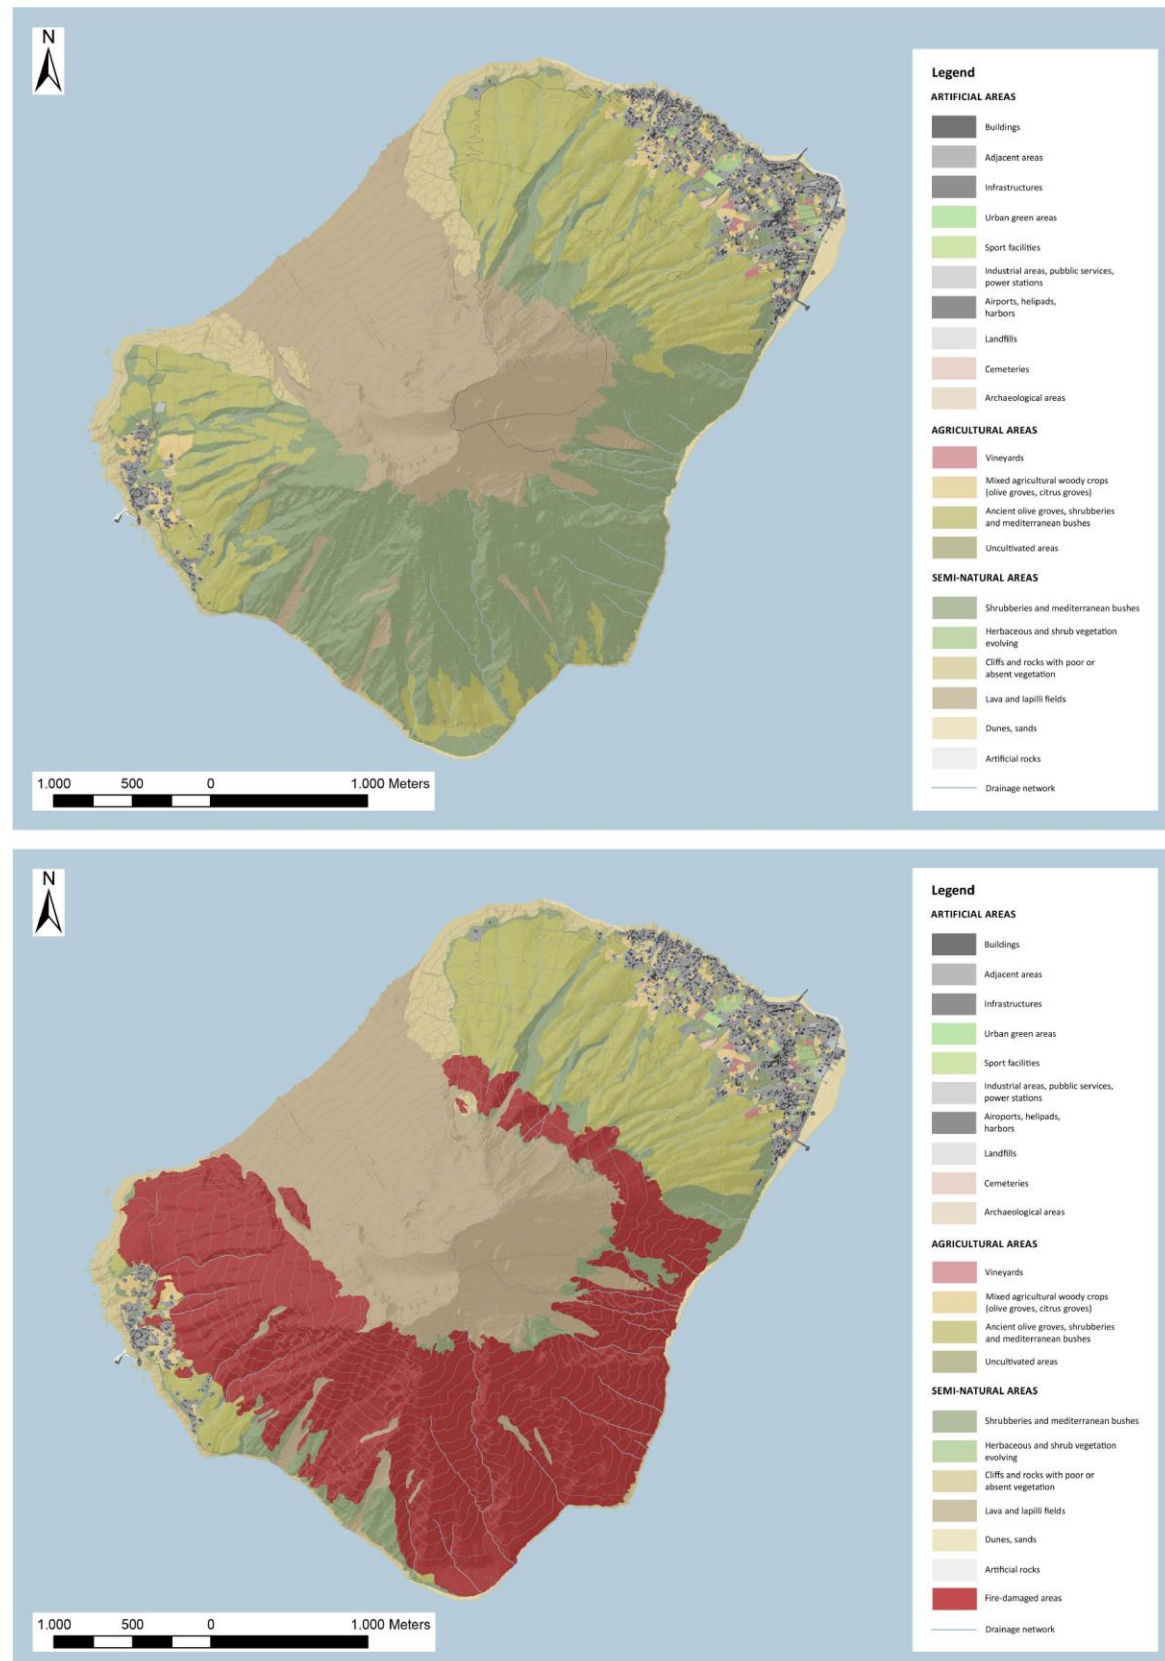 N
Legend
ARTIFICIAL AREAS
Buildings
Adjacent areas
Infrastructures
Urban green areas
Sport facilities
Industrial areas, pubblic services,
power stations
Airports, helipads,
harbors
Landfills
Cemeteries
Archaeological areas
AGRICULTURAL AREAS
Vineyards
Mixed agricultural woody crops
(olive groves, citrus groves)
Ancient olive groves, shrubberies
and mediterranean bushes
Uncultivated areas
SEMI-NATURAL AREAS
Shrubberies and mediterranean bushes
Herbaceous and shrub vegetation
evolving
Cliffs and rocks with poor or
absent vegetation
Lava and lapilli fields
Dunes, sands
Artificial rocks
Drainage network
1.000 500 0 1.000 Meters
N
Legend
ARTIFICIAL AREAS
Buildings
Adjacent areas
Infrastructures
Urban green areas
Sport facilities
Industrial areas, pubblic services,
power stations
Airoports, helipads,
harbors
Landfills
Cemeteries
Archaeological areas
AGRICULTURAL AREAS
Vineyards
Mixed agricultural woody crops
(olive groves, citrus groves)
Ancient olive groves, shrubberies
and mediterranean bushes
Uncultivated areas
SEMI-NATURAL AREAS
Shrubberies and mediterranean bushes
Herbaceous and shrub vegetation
evolving
Cliffs and rocks with poor or
absent vegetation
Lava and lapilli fields
Dunes, sands
Artificial rocks
Fire-damaged areas
Drainage network
1.000 500 0 1.000 Meters